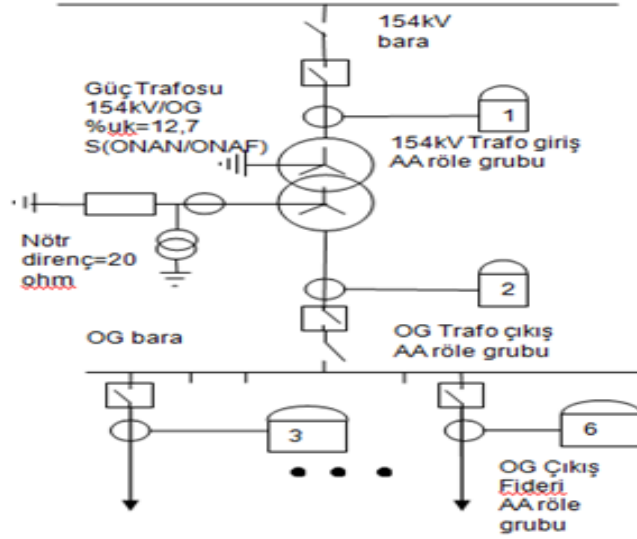 154kV
bara
Güç Trafosu
154kV/OG
%uk=12,7
S(ONAN/ONAF)
1
154kV Trafo giriş
AA röle grubu
Nötr
direnç=20
ohm
2
OG bara
OG Trafo çıkış
AA röle grubu
3
6
OG Çıkış
Fideri
AA röle
grubu